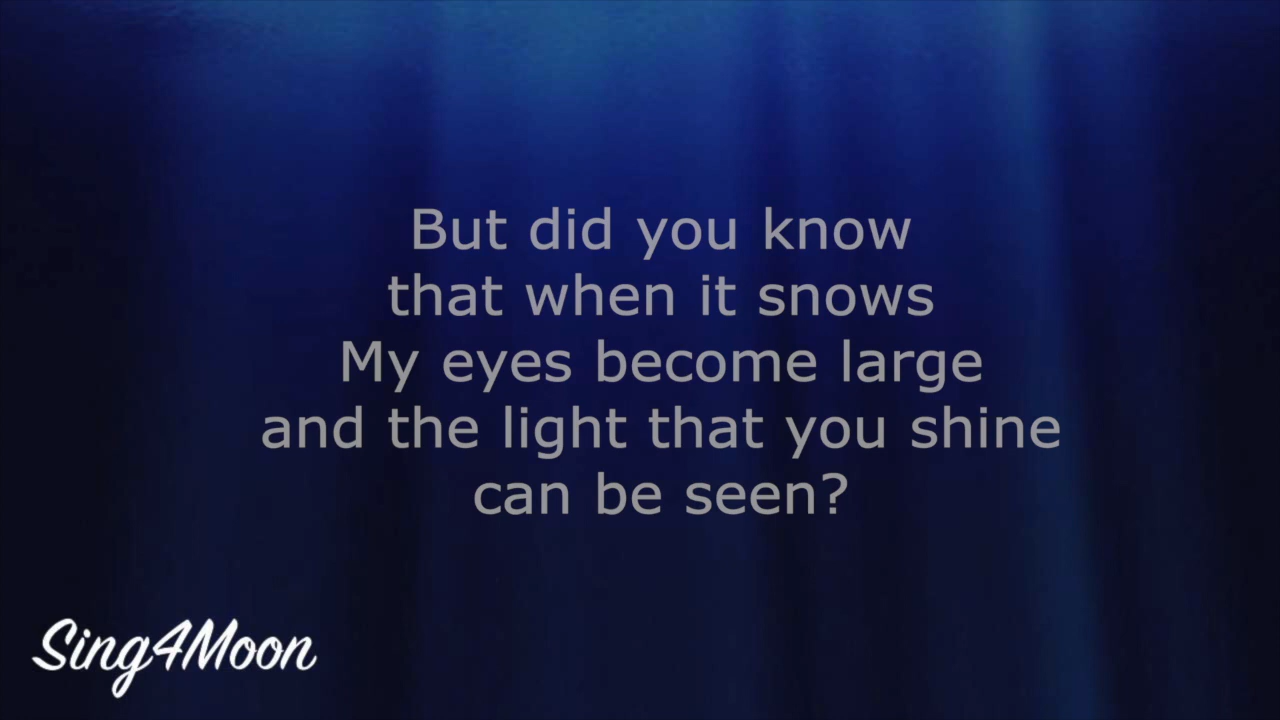 But did you know
that when it snows
My eyes become large
and the light that you shine
can be seen?
Sing4Moon